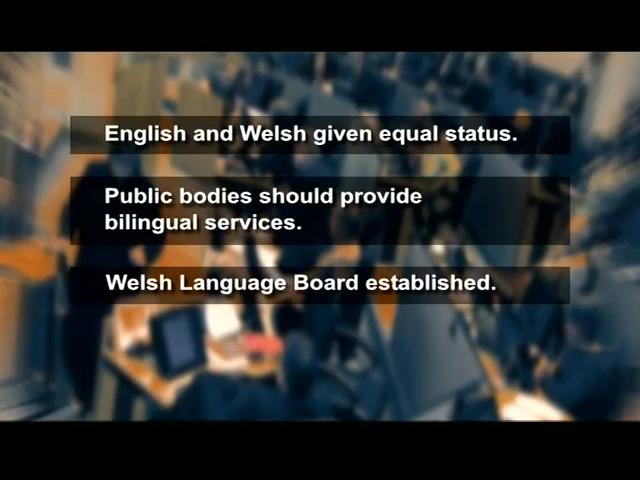 English and Welsh given equal status.
Public bodies should provide
bilingual services.
Welsh Language Board established.